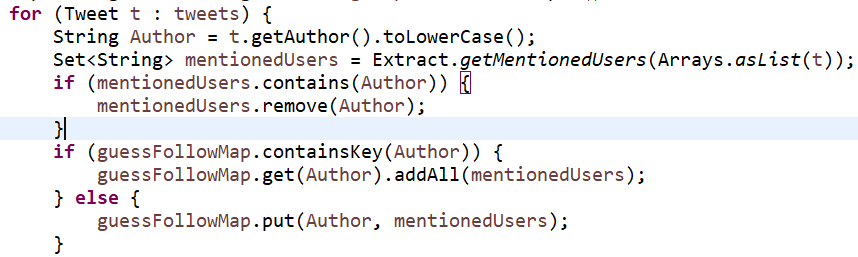 for (Tweet t : tweets) {
    String Author = t.getAuthor().toLowerCase();
    Set<String> mentionedUsers = Extract.getMentionedUsers(Arrays.asList(t));
    if (mentionedUsers.contains(Author)) {
        mentionedUsers.remove(Author);
    }
    if (guessFollowMap.containsKey(Author)) {
        guessFollowMap.get(Author).addAll(mentionedUsers);
    } else {
        guessFollowMap.put(Author, mentionedUsers);
    }